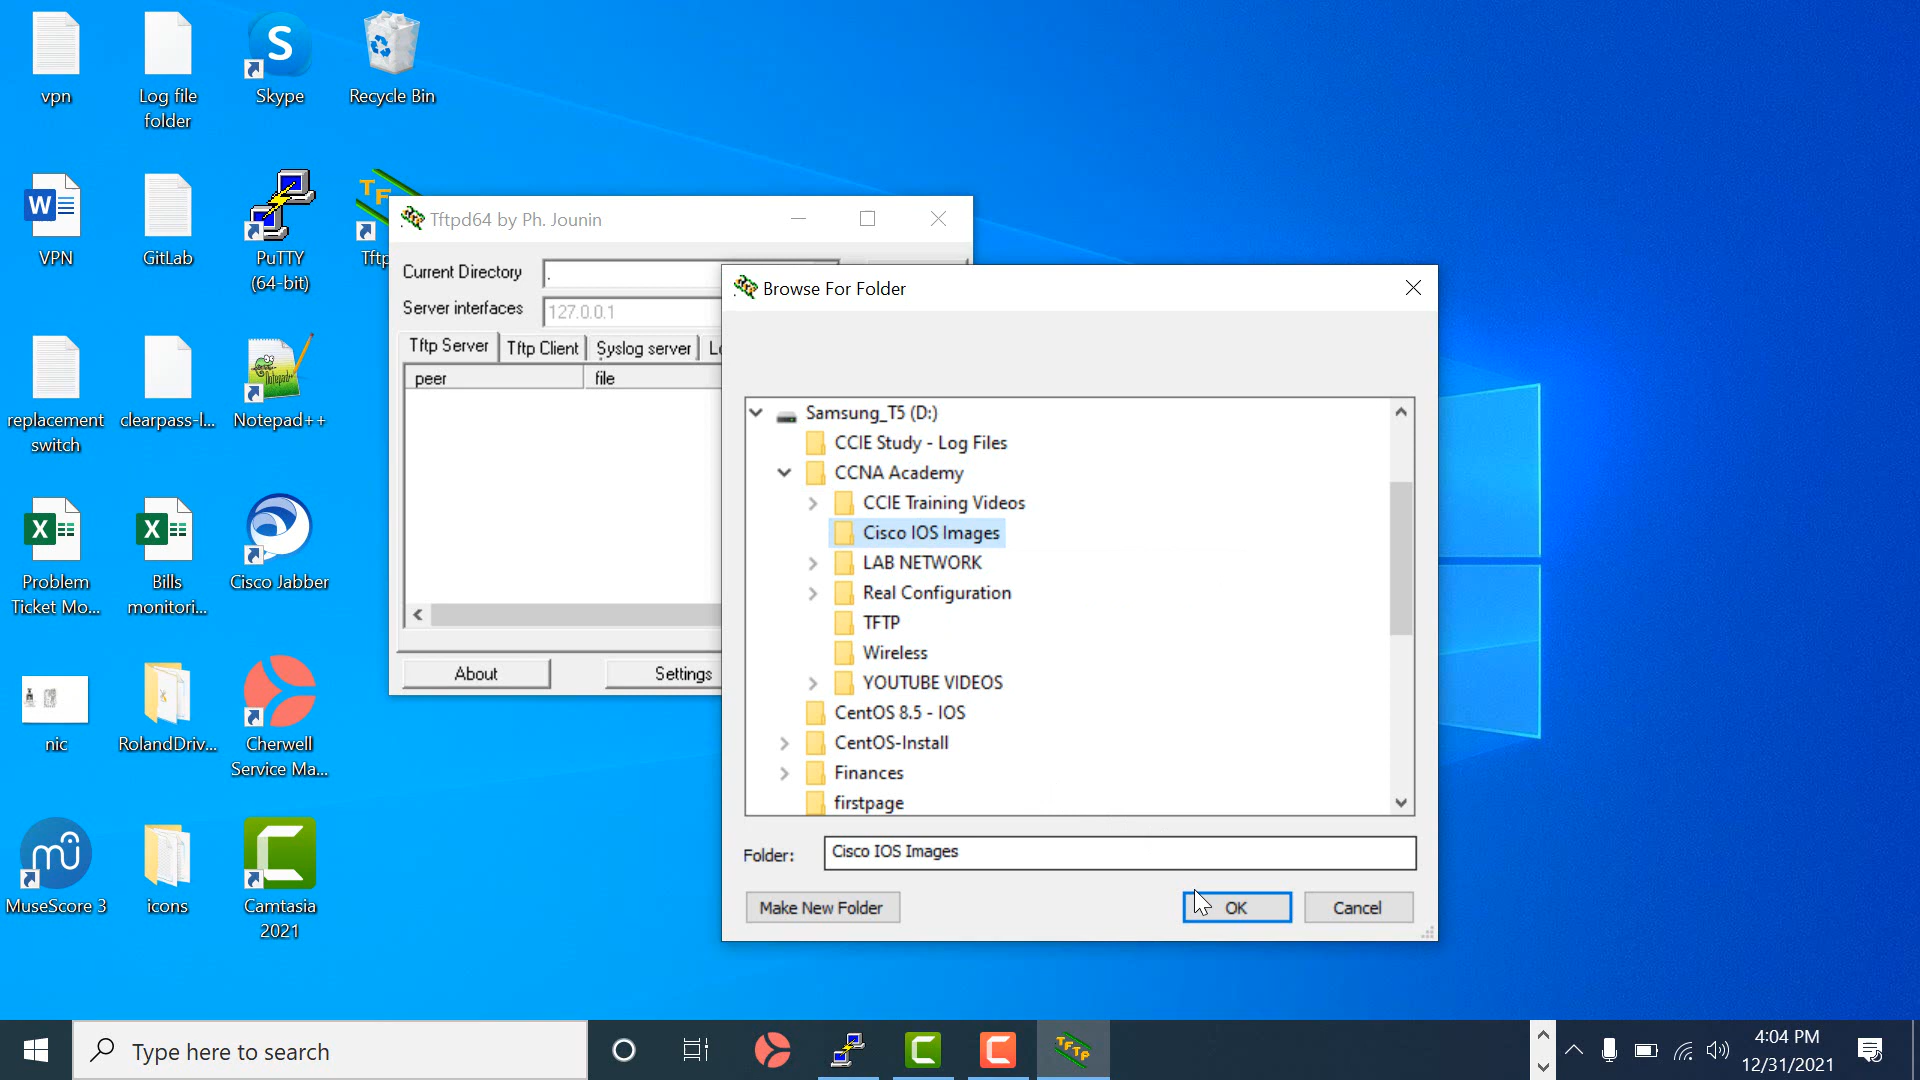 vpn
Log file
folder
Skype
Recycle Bin
VPN
GitLab
PuTTY
(64-bit)
Tftp
replacement
switch
clearpass-l...
Notepad++
Problem
Ticket Mo...
Bills
monitori...
Cisco Jabber
nic
RolandDriv...
Cherwell
Service Ma...
MuseScore 3
icons
Camtasia
2021
Tftpd64 by Ph. Jounin
Current Directory
.
Server interfaces
127.0.0.1
Tftp Server
Tftp Client
Syslog server
peer
file
About
Settings
Browse For Folder
Samsung_T5 (D:)
CCIE Study - Log Files
CCNA Academy
CCIE Training Videos
Cisco IOS Images
LAB NETWORK
Real Configuration
TFTP
Wireless
YOUTUBE VIDEOS
CentOS 8.5 - IOS
CentOS-Install
Finances
firstpage
Folder:
Cisco IOS Images
Make New Folder
OK
Cancel
Type here to search
TFTP
4:04 PM
12/31/2021